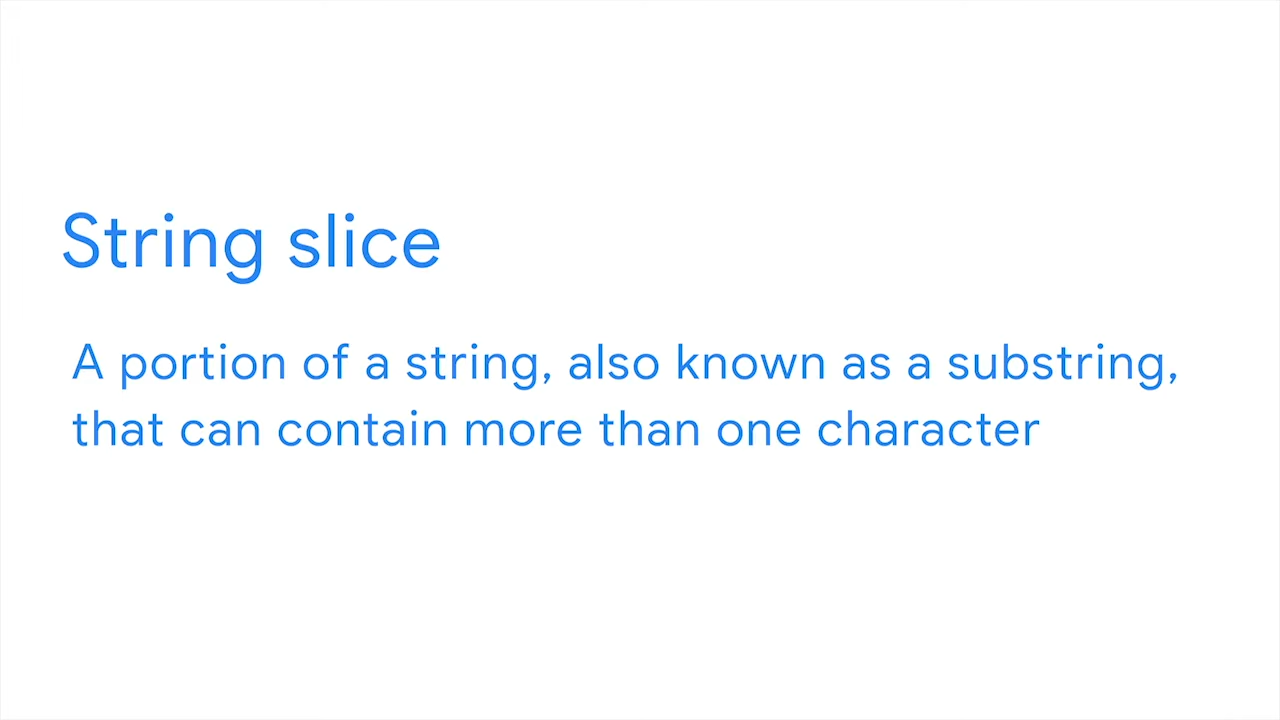 String slice
A portion of a string, also known as a substring,
that can contain more than one character